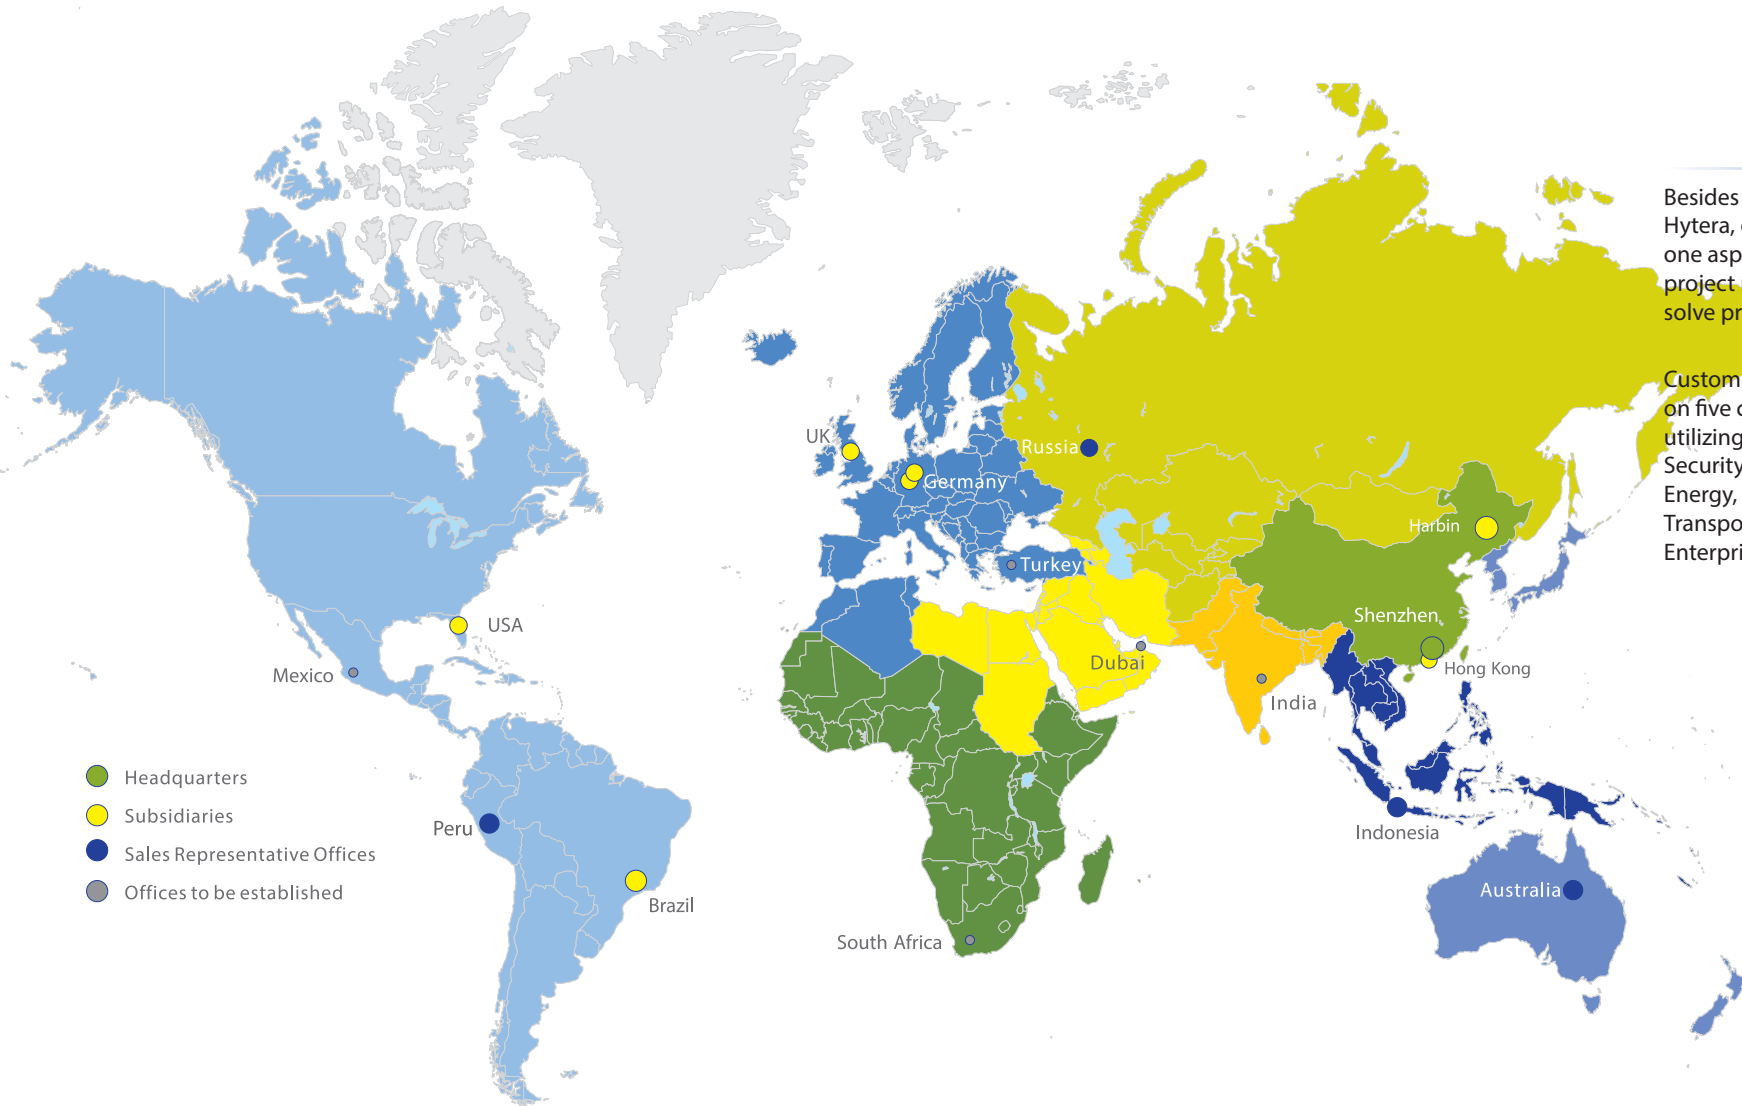 Besides
Hytera,
one asp
project
solve pr
Custom
on five
utilizing
Security
Energy,
Transpo
Enterpri
UK
Russia
Germany
Harbin
Turkey
Shenzhen
USA
Dubai
Hong Kong
Mexico
India
Headquarters
Subsidiaries
Peru
Indonesia
Sales Representative Offices
Australia
Offices to be established
Brazil
South Africa